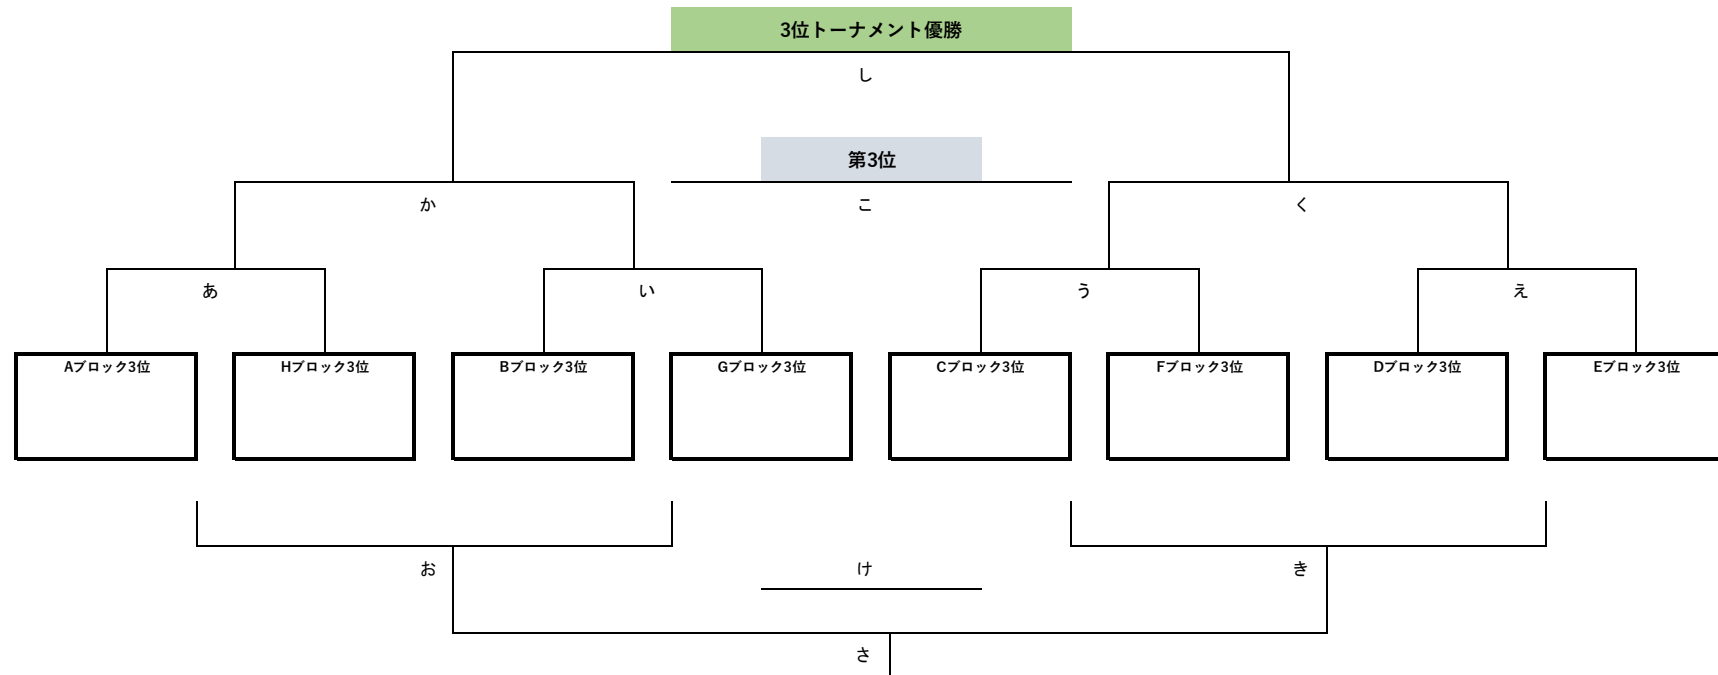 3位トーナメント優勝
し
第3位
か
こ
く
あ
い
う
え
Aブロック3位
Hブロック3位
Bブロック3位
Gブロック3位
Cブロック3位
Fブロック3位
Dブロック3位
Eブロック3位
お
け
き
さ